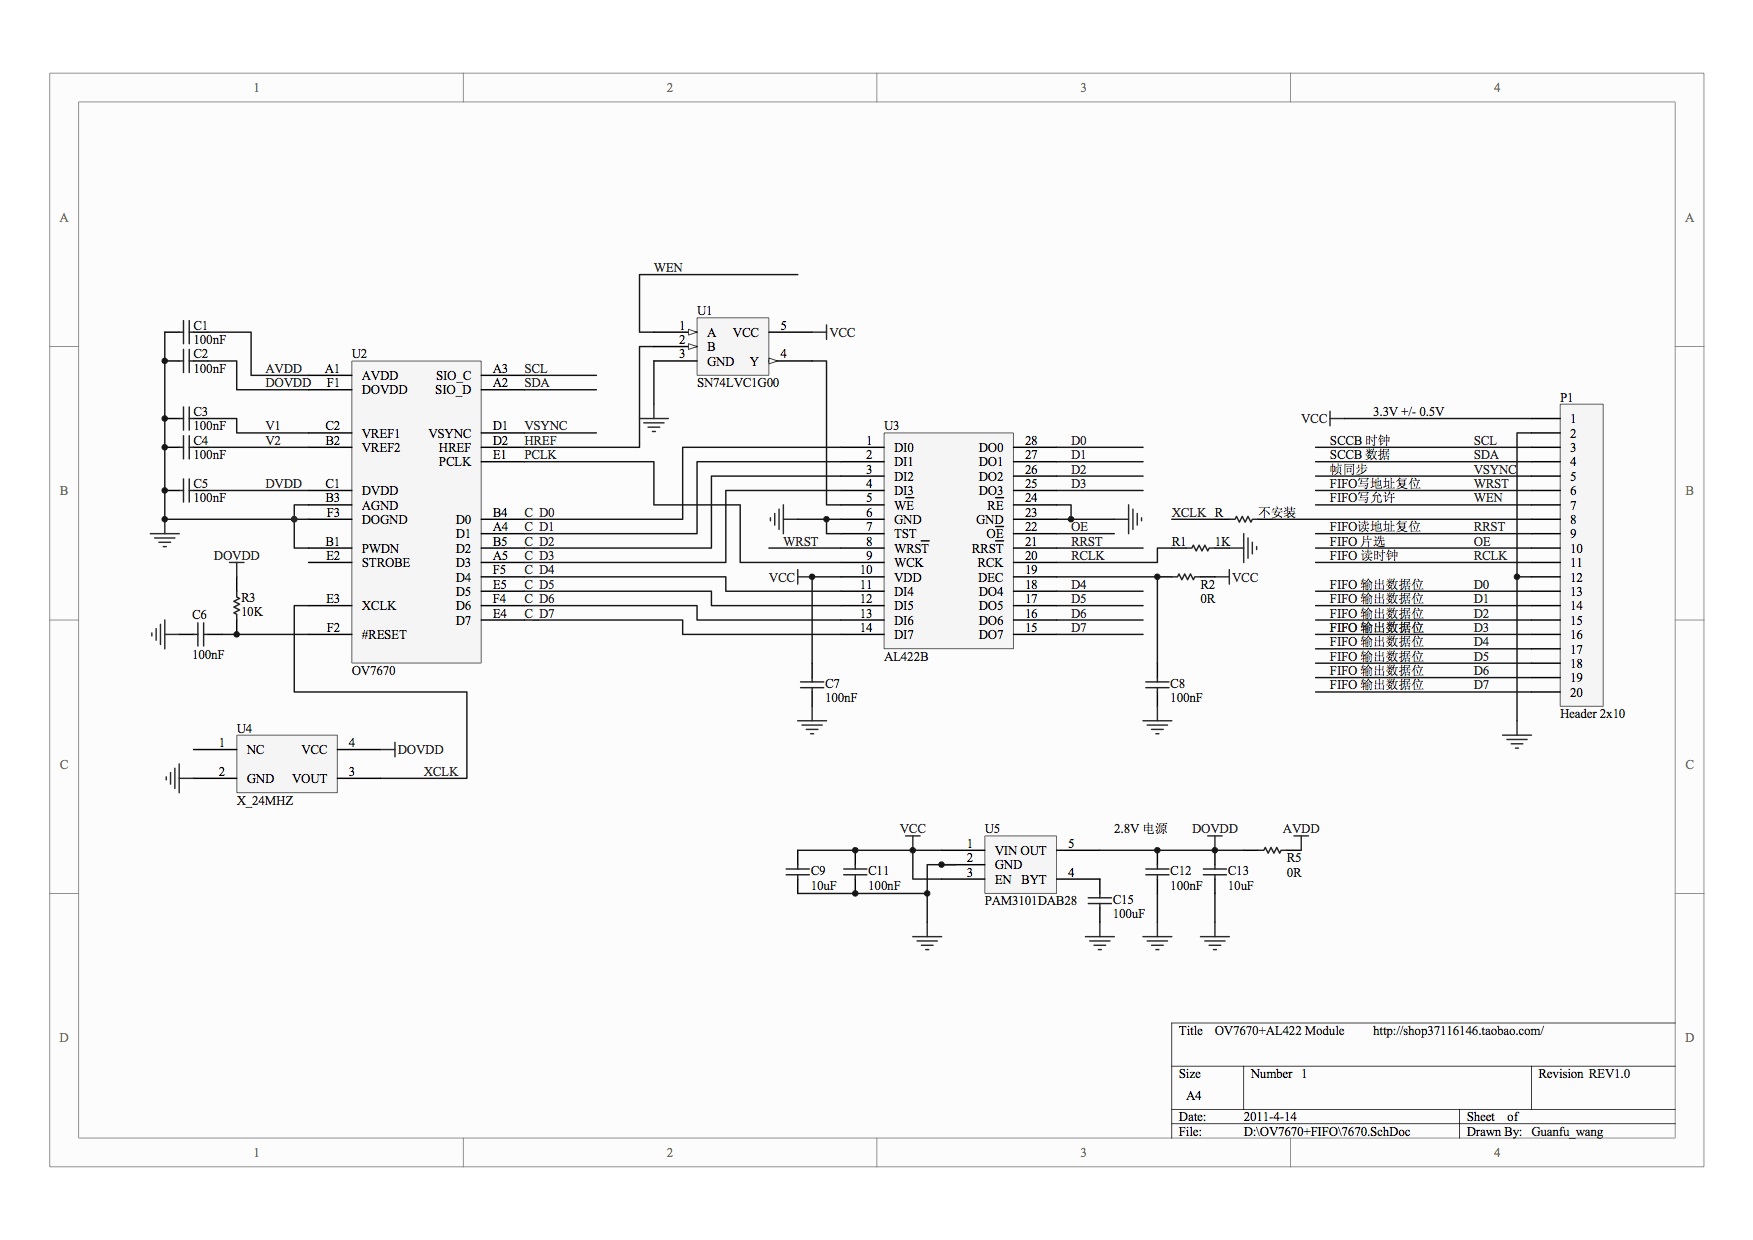 1 2 3 4
A A
B B
C C
D D
WEN
U1
1 A VCC 5 VCC
2 B
3 GND Y 4
SN74LVC1G00
C1
100nF
C2
100nF
C3
100nF
C4
100nF
C5
100nF
U2
AVDD A1 AVDD SIO_C A3 SCL
DOVDD F1 DOVDD SIO_D A2 SDA
V1 C2 VREF1 VSYNC D1 VSYNC
V2 B2 VREF2 HREF D2 HREF
PCLK E1 PCLK
DVDD C1 DVDD
B3 AGND
F3 DOGND D0 B4 C D0
D1 A4 C D1
B1 PWDN D2 B5 C D2
E2 STROBE D3 A5 C D3
D4 F5 C D4
D5 E5 C D5
E3 XCLK D6 F4 C D6
D7 E4 C D7
F2 #RESET
OV7670
DOVDD
R3
10K
C6
100nF
U4
1 NC VCC 4 DOVDD
2 GND VOUT 3 XCLK
X_24MHZ
U3
1 DI0 DO0 28 D0
2 DI1 DO1 27 D1
3 DI2 DO2 26 D2
4 DI3 DO3 25 D3
5 WE RE 24
6 GND GND 23
7 TST OE 22 OE
WRST 8 WRST RRST 21 RRST
9 WCK RCK 20 RCLK
VCC 10 VDD DEC 19
11 DI4 DO4 18 D4
12 DI5 DO5 17 D5
13 DI6 DO6 16 D6
14 DI7 DO7 15 D7
AL422B
R1 1K
R2
0R
VCC
C7
100nF
C8
100nF
P1
VCC 3.3V +/- 0.5V 1
2
SCCB 时钟 SCL 3
SCCB 数据 SDA 4
帧同步 VSYNC 5
FIFO写地址复位 WRST 6
FIFO写允许 WEN 7
XCLK R 不安装 8
FIFO读地址复位 RRST 9
FIFO 片选 OE 10
FIFO 读时钟 RCLK 11
12
FIFO 输出数据位 D0 13
FIFO 输出数据位 D1 14
FIFO 输出数据位 D2 15
FIFO 输出数据位 D3 16
FIFO 输出数据位 D4 17
FIFO 输出数据位 D5 18
FIFO 输出数据位 D6 19
FIFO 输出数据位 D7 20
Header 2x10
VCC U5 2.8V 电源 DOVDD AVDD
1 VIN OUT 5
2 GND
3 EN BYT 4
PAM3101DAB28
C9
10uF
C11
100nF
C15
100uF
C12
100nF
C13
10uF
R5
0R
Title OV7670+AL422 Module http://shop37116146.taobao.com/
Size Number 1 Revision REV1.0
A4
Date: 2011-4-14 Sheet of
File: D:\OV7670+FIFO\7670.SchDoc Drawn By: Guanfu_wang
1 2 3 4